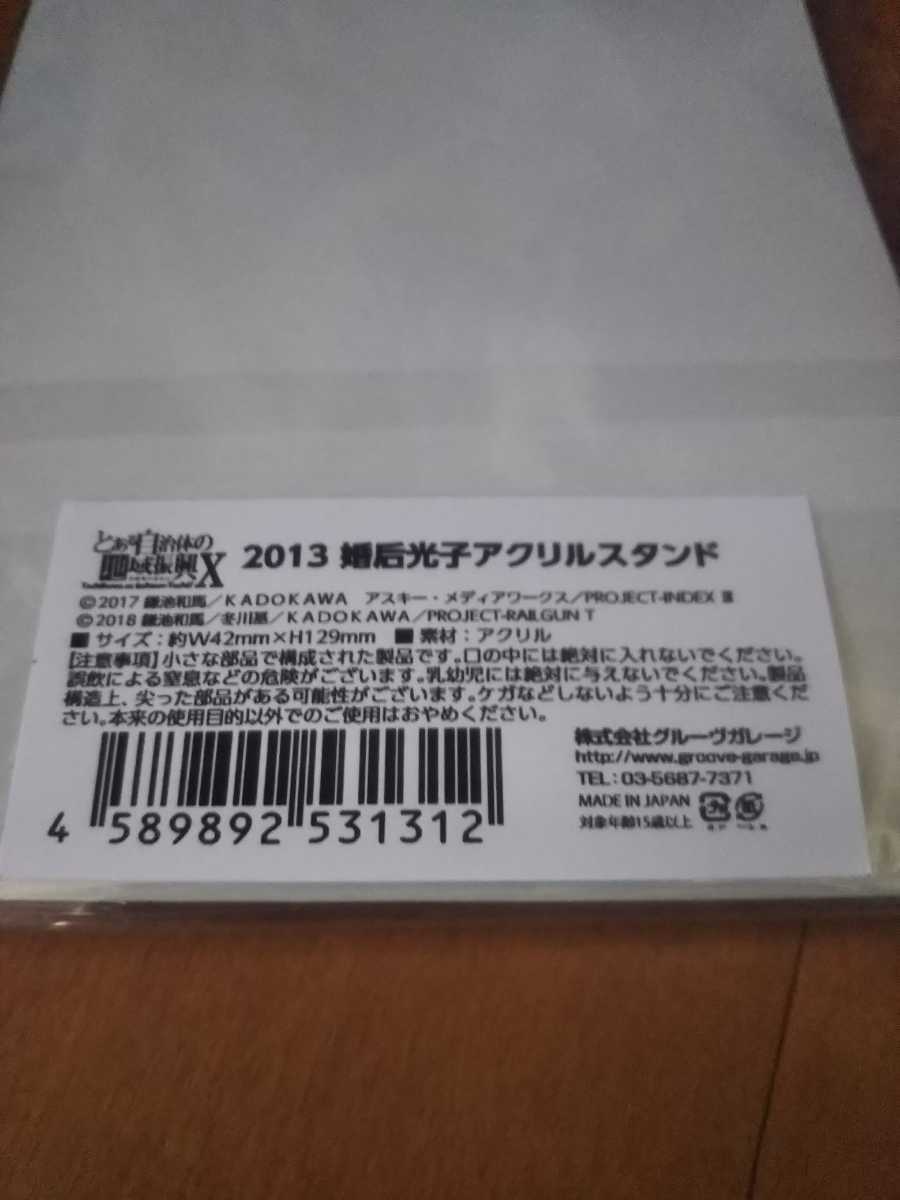 とある自治体の
地域振興X
2013 婚后光子アクリルスタンド
©2017 鎌池和馬/KADOKAWA アスキー・メディアワークス/PROJECT-INDEX Ⅲ
©2018 鎌池和馬/冬川基/KADOKAWA/PROJECT-RAILGUN T
■ サイズ:約W42mm×H129mm ■ 素材:アクリル
【注意事項】小さな部品で構成された製品です。口の中には絶対に入れないでください。
誤飲による窒息などの危険がございます。乳幼児には絶対に与えないでください。製品
構造上、尖った部品がある可能性がございます。ケガなどしないよう十分にご注意くだ
さい。本来の使用目的以外でのご使用はおやめください。
株式会社グルーヴガレージ
http://www.groove-garage.jp
TEL:03-5687-7371
MADE IN JAPAN
対象年齢15歳以上
4 589892 531312